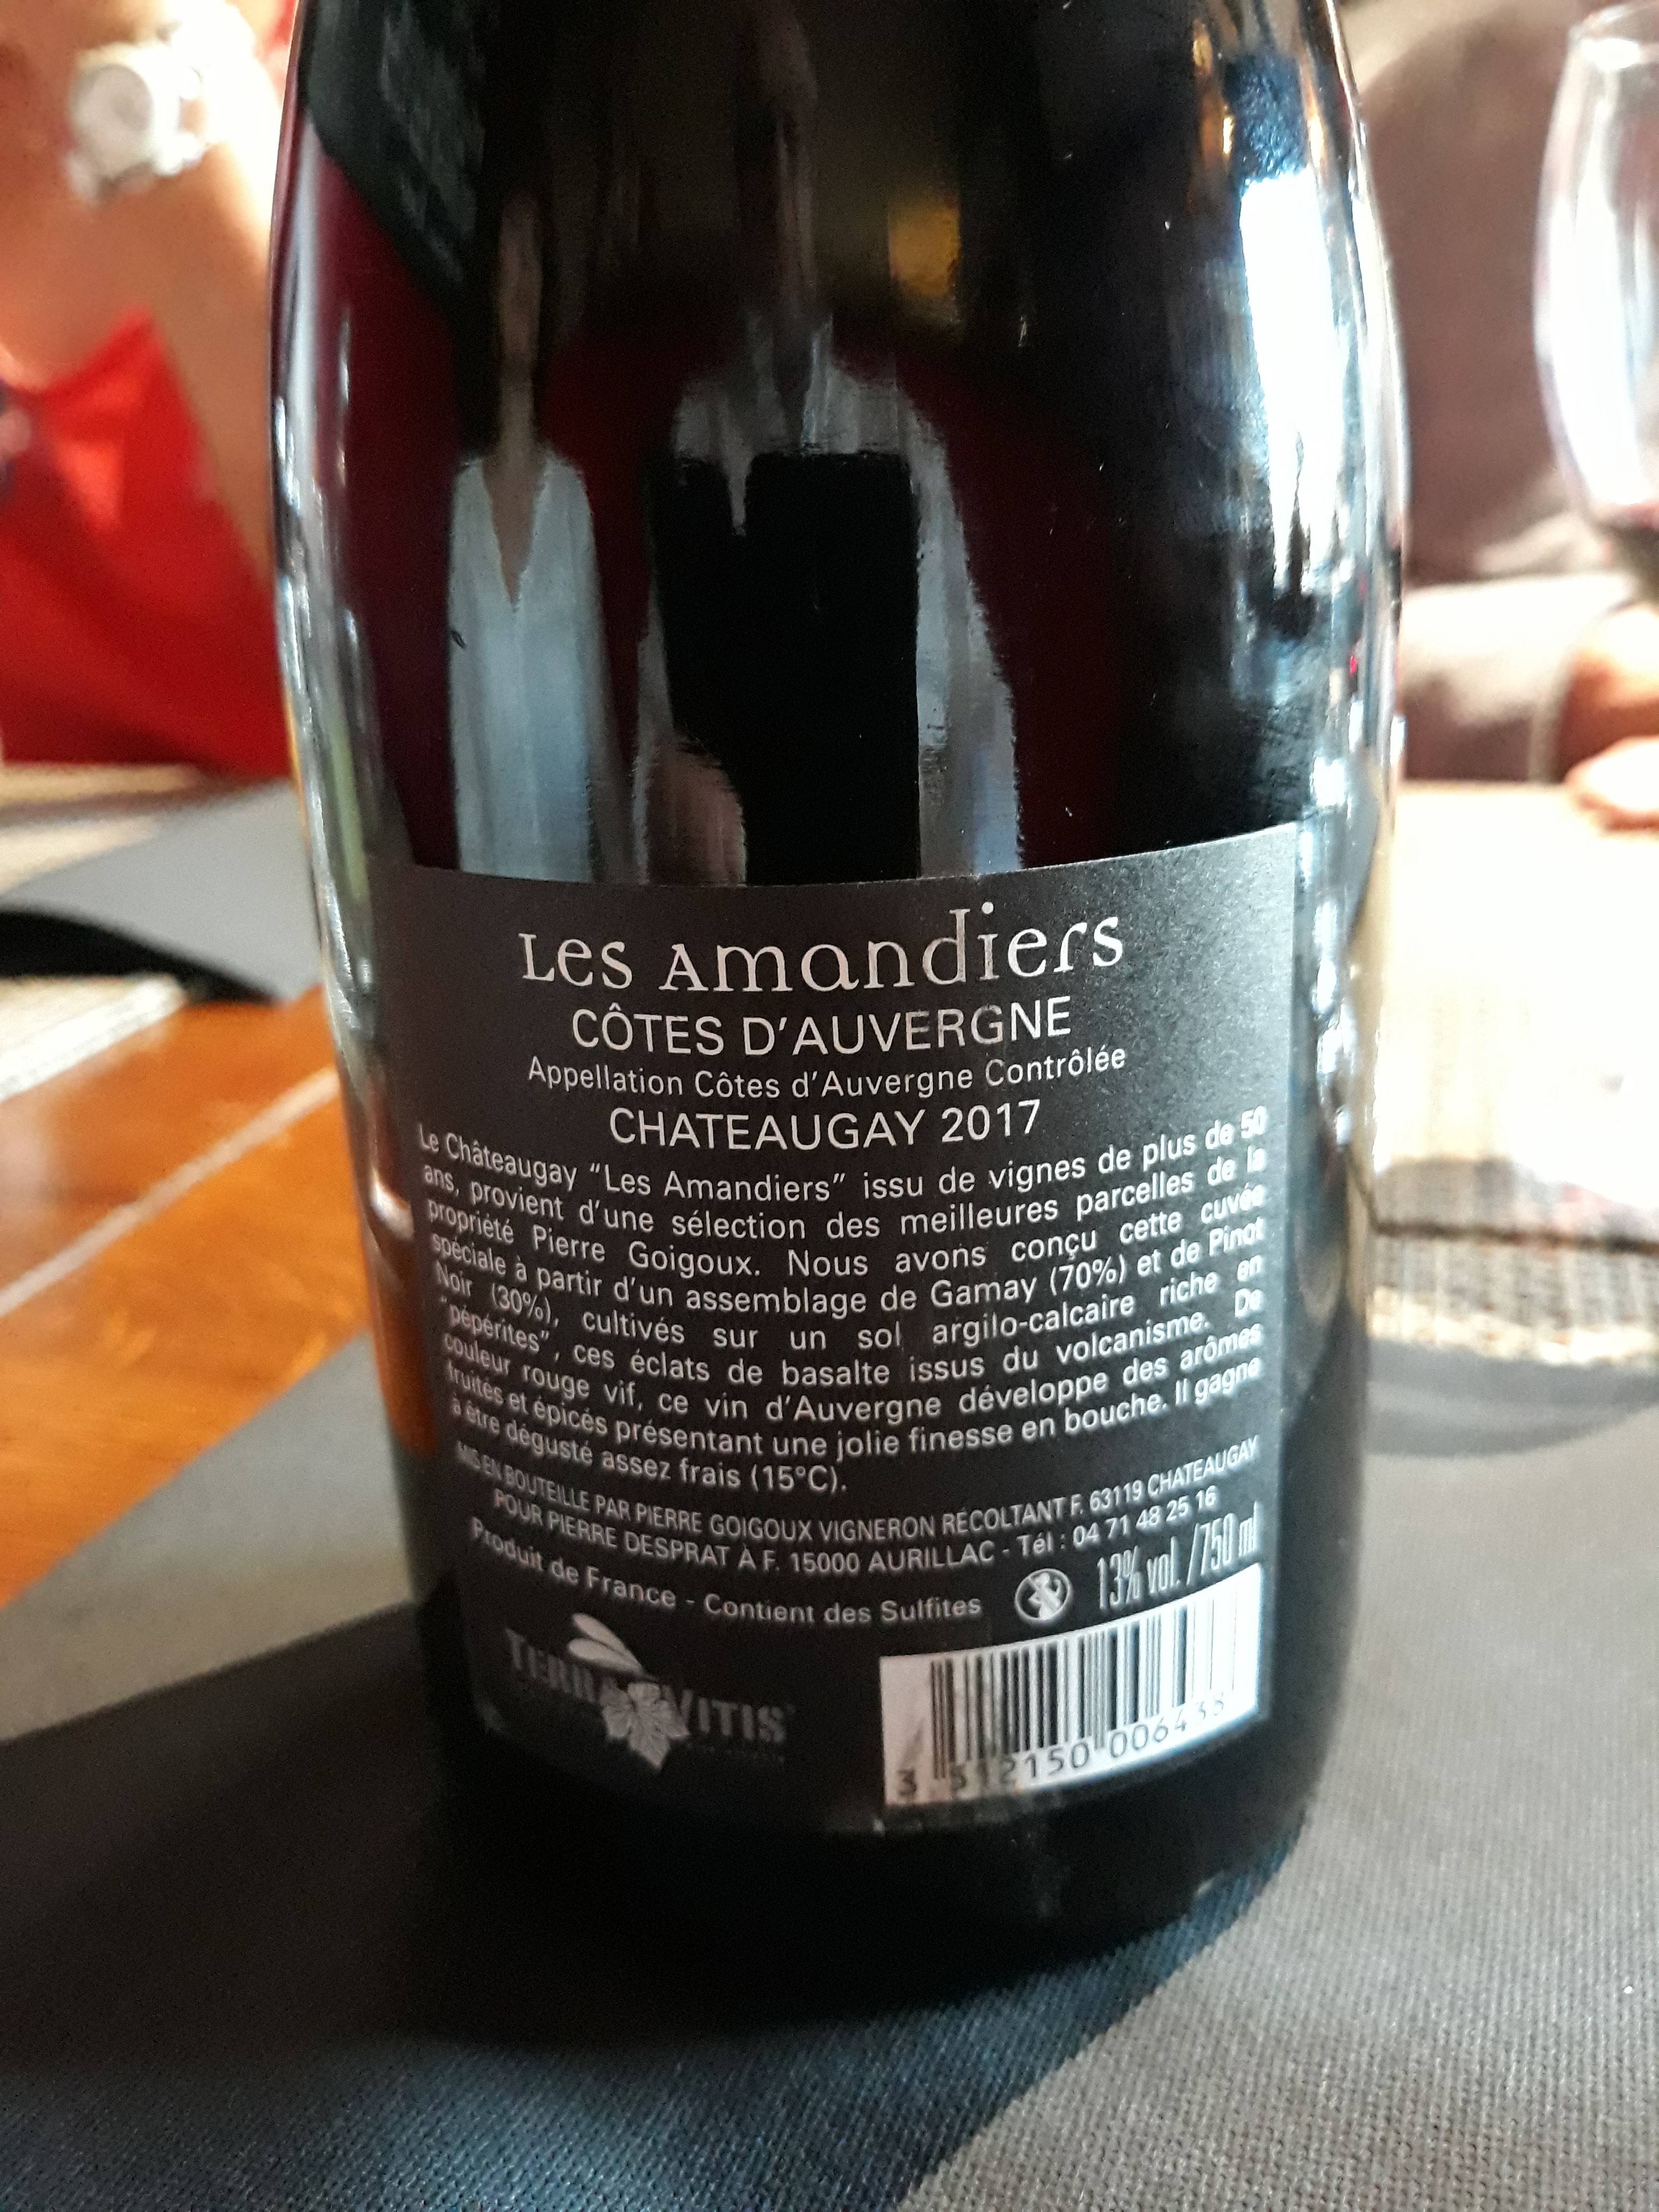 Les Amandiers
CÔTES D'AUVERGNE
Appellation Côtes d'Auvergne Contrôlée
CHATEAUGAY 2017
Le Châteaugay "Les Amandiers" issu de vignes de plus de 50
ans, provient d'une sélection des meilleures parcelles de la
propriété Pierre Goigoux. Nous avons conçu cette cuvée
spéciale à partir d'un assemblage de Gamay (70%) et de Pinot
Noir (30%), cultivés sur un sol argilo-calcaire riche en
"pépérites", ces éclats de basalte issus du volcanisme. De
couleur rouge vif, ce vin d'Auvergne développe des arômes
fruités et épicés présentant une jolie finesse en bouche. Il gagne
à être dégusté assez frais (15°C).
MIS EN BOUTEILLE PAR PIERRE GOIGOUX VIGNERON RÉCOLTANT F. 63119 CHATEAUGAY
POUR PIERRE DESPRAT À F. 15000 AURILLAC - Tél : 04 71 48 25 16
Produit de France - Contient des Sulfites
13% vol. / 750 ml
TERRA VITIS
3 512150 006438